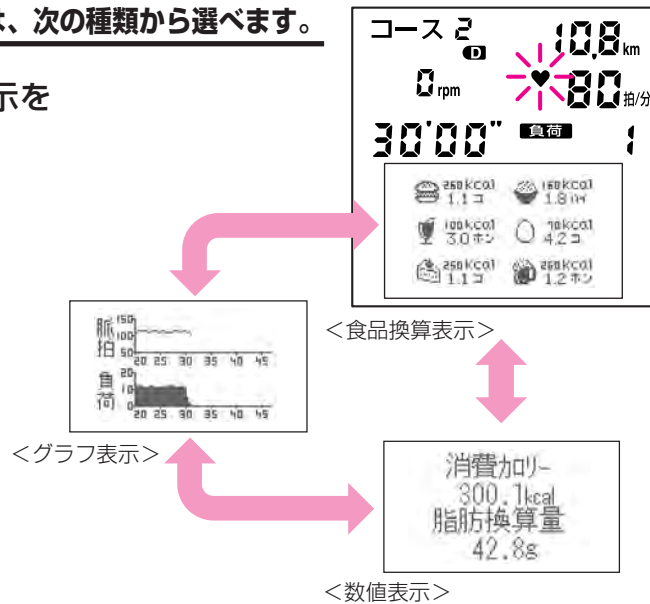 は、次の種類から選べます。
示を
コース 2 D 10.8 km
0 rpm ♥ 80 拍/分
30'00" 負荷 1
250kcal 1.1コ 160kcal 1.8ハイ
100kcal 3.0ホン 70kcal 4.2コ
250kcal 1.1コ 250kcal 1.2ホン
<食品換算表示>
脈拍 150 100 50
20 25 30 35 40 45
負荷 20 10 0
20 25 30 35 40 45
<グラフ表示>
消費カロリー
300.1kcal
脂肪換算量
42.8g
<数値表示>